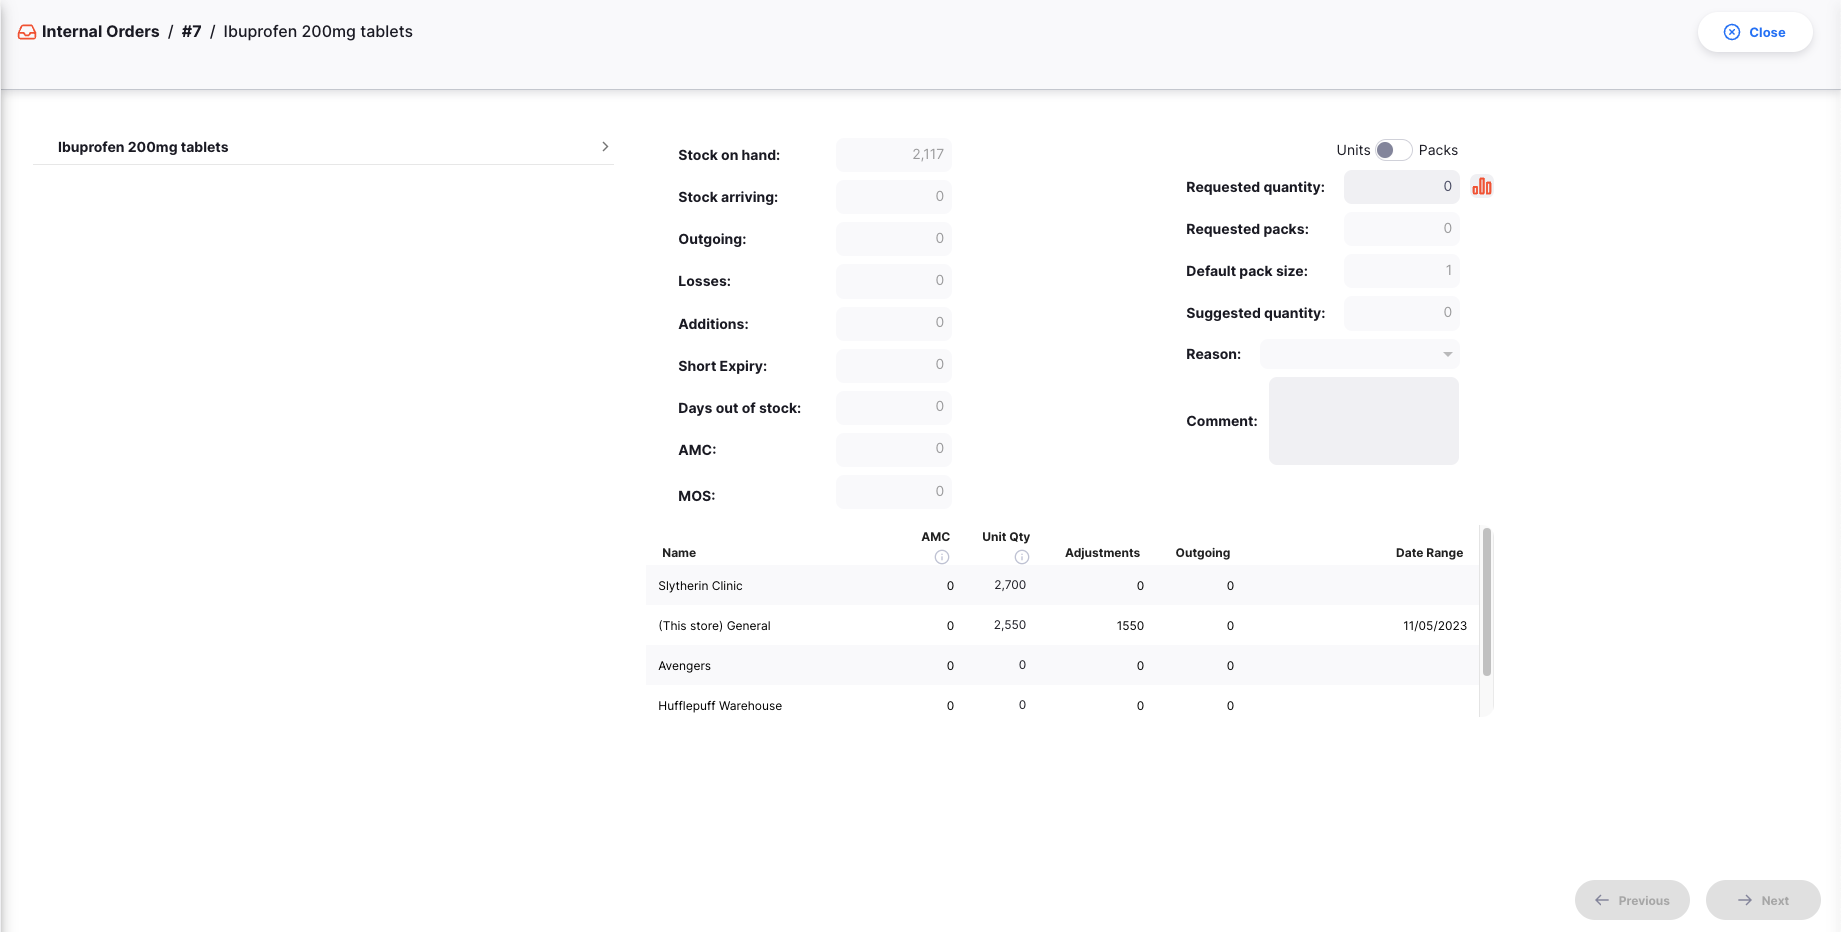 Internal Orders / #7 / Ibuprofen 200mg tablets
Close
Ibuprofen 200mg tablets
Stock on hand: 2,117
Stock arriving: 0
Outgoing: 0
Losses: 0
Additions: 0
Short Expiry: 0
Days out of stock: 0
AMC: 0
MOS: 0
Units Packs
Requested quantity: 0
Requested packs: 0
Default pack size: 1
Suggested quantity: 0
Reason:
Comment:
Name AMC Unit Qty Adjustments Outgoing Date Range
Slytherin Clinic 0 2,700 0 0
(This store) General 0 2,550 1550 0 11/05/2023
Avengers 0 0 0 0
Hufflepuff Warehouse 0 0 0 0
Previous Next